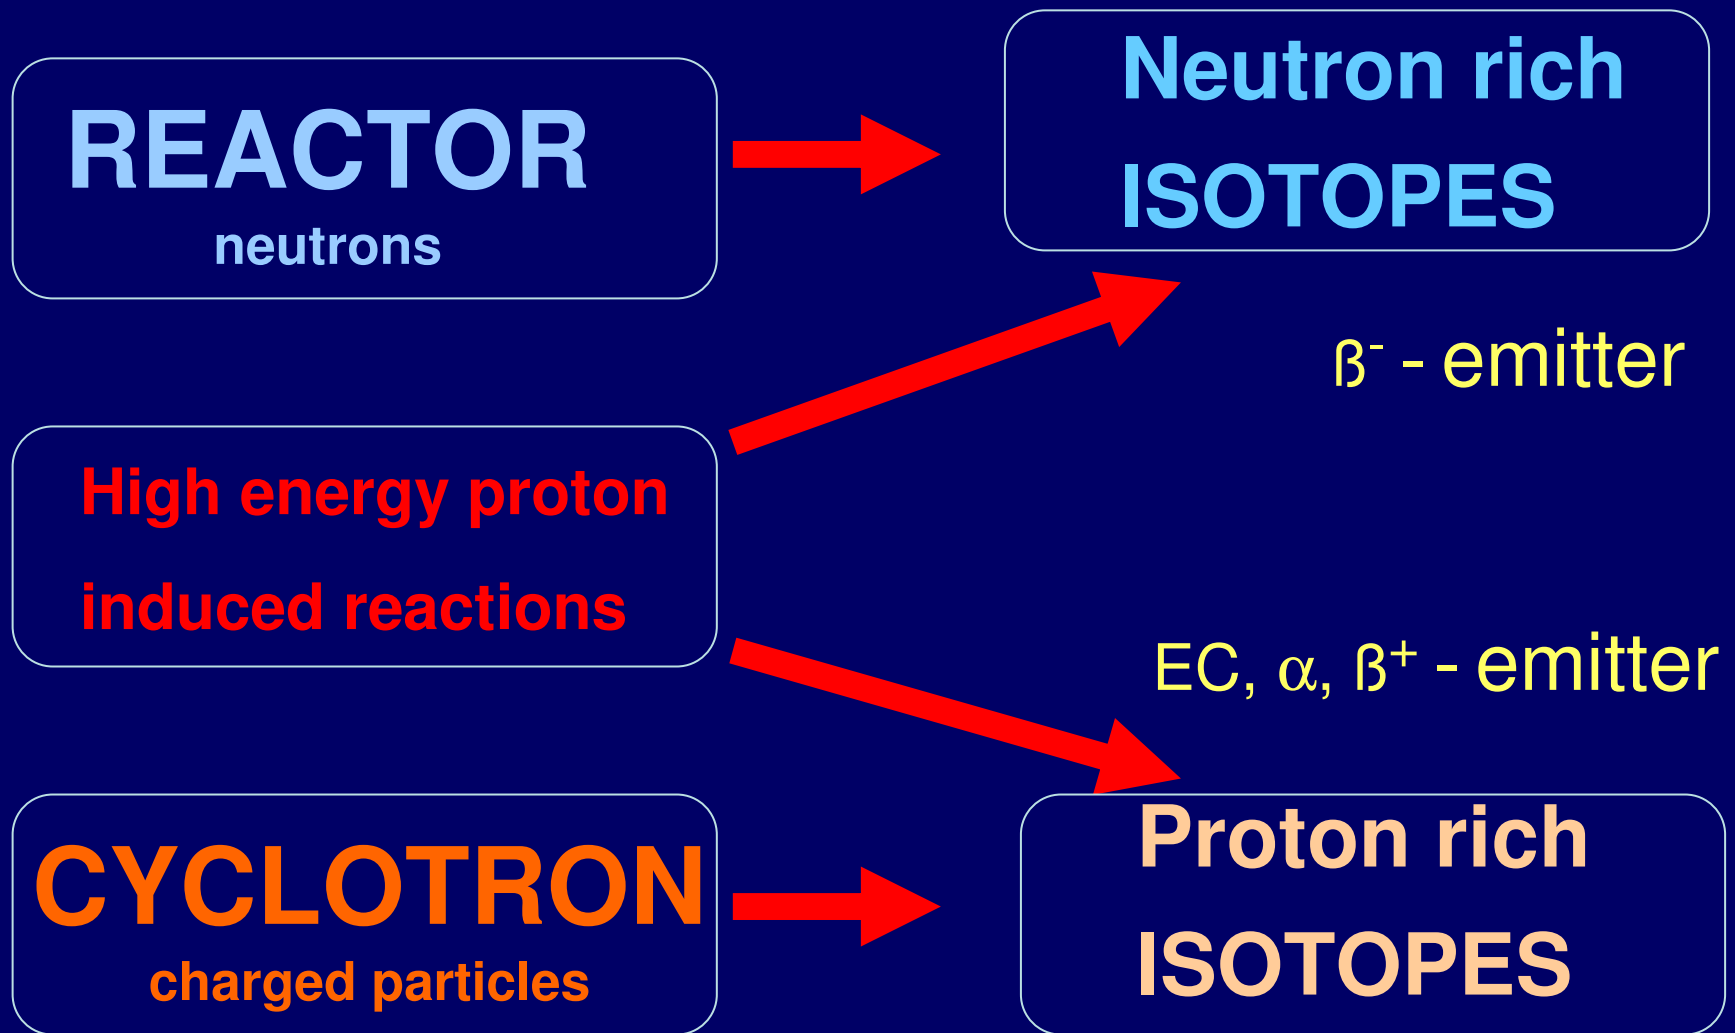 REACTOR
neutrons
Neutron rich
ISOTOPES
ß⁻ - emitter
High energy proton
induced reactions
EC, α, ß⁺ - emitter
CYCLOTRON
charged particles
Proton rich
ISOTOPES